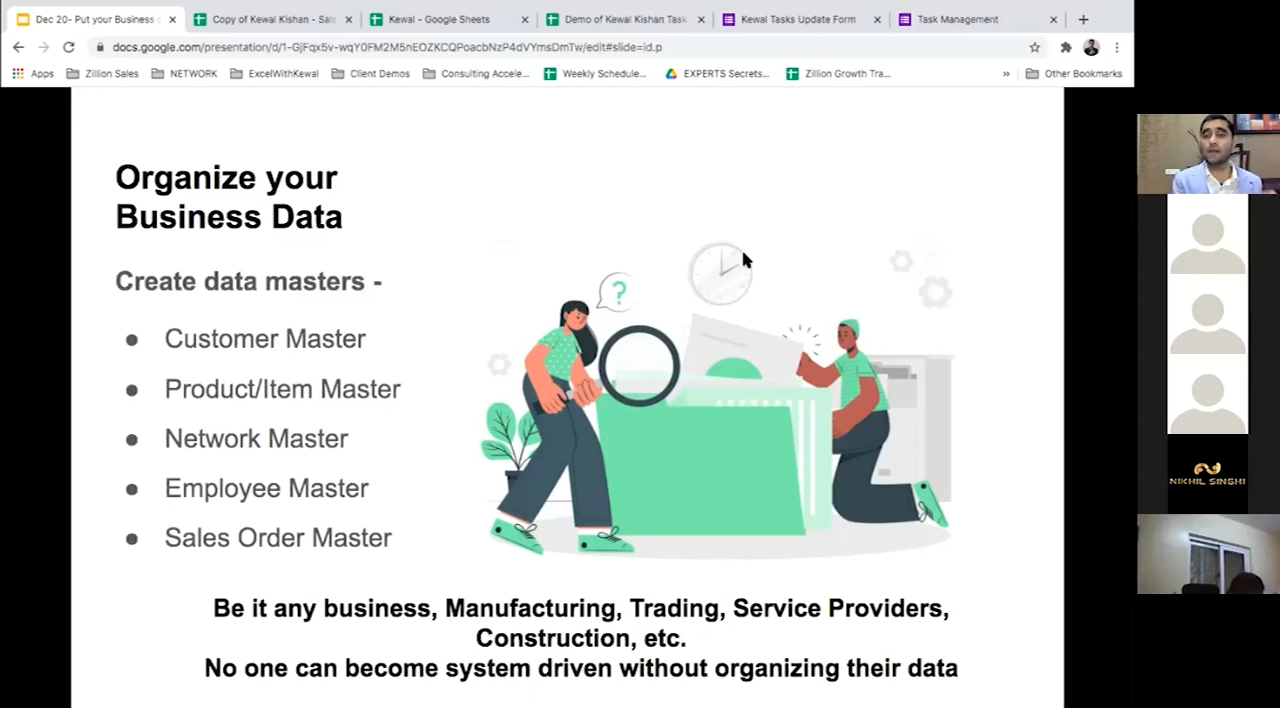 Dec 20- Put your Business
Copy of Kewal Kishan - Sal
Kewal - Google Sheets
Demo of Kewal Kishan Task
Kewal Tasks Update Form
Task Management
docs.google.com/presentation/d/1-GjFqx5v-wqY0FM2M5nEOZKCQPoacbNzP4dVYmsDmTw/edit#slide=id.p
Apps
Zillion Sales
NETWORK
ExcelWithKewal
Client Demos
Consulting Accele...
Weekly Schedule...
EXPERTS Secrets...
Zillion Growth Tra...
»
Other Bookmarks
Organize your
Business Data
Create data masters -
● Customer Master
● Product/Item Master
● Network Master
● Employee Master
● Sales Order Master
?
Be it any business, Manufacturing, Trading, Service Providers,
Construction, etc.
No one can become system driven without organizing their data
NIKHIL SINGHI